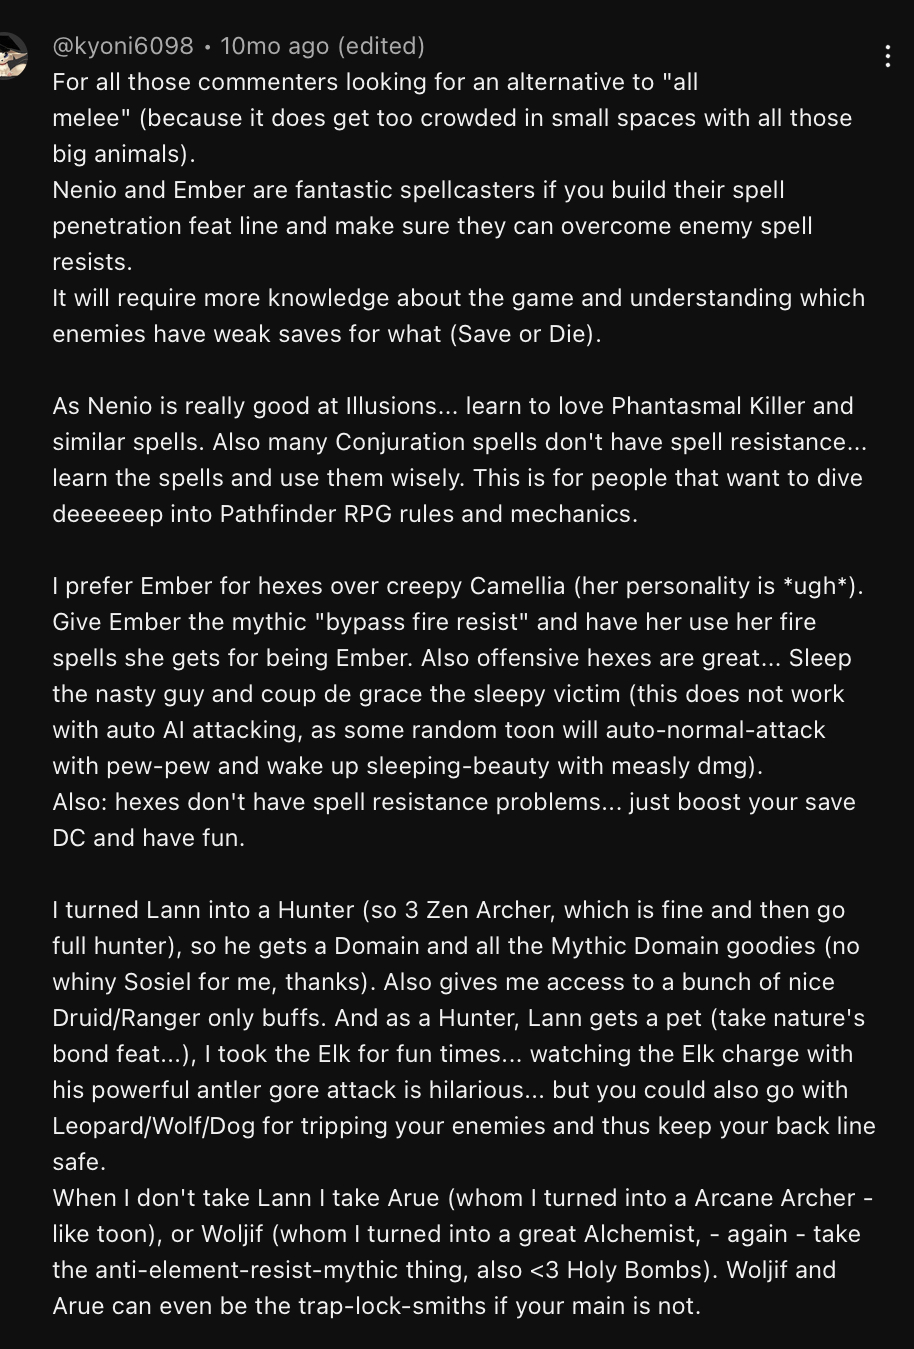 @kyoni6098 • 10mo ago (edited)
For all those commenters looking for an alternative to "all
melee" (because it does get too crowded in small spaces with all those
big animals).
Nenio and Ember are fantastic spellcasters if you build their spell
penetration feat line and make sure they can overcome enemy spell
resists.
It will require more knowledge about the game and understanding which
enemies have weak saves for what (Save or Die).

As Nenio is really good at Illusions... learn to love Phantasmal Killer and
similar spells. Also many Conjuration spells don't have spell resistance...
learn the spells and use them wisely. This is for people that want to dive
deeeeeep into Pathfinder RPG rules and mechanics.

I prefer Ember for hexes over creepy Camellia (her personality is *ugh*).
Give Ember the mythic "bypass fire resist" and have her use her fire
spells she gets for being Ember. Also offensive hexes are great... Sleep
the nasty guy and coup de grace the sleepy victim (this does not work
with auto AI attacking, as some random toon will auto-normal-attack
with pew-pew and wake up sleeping-beauty with measly dmg).
Also: hexes don't have spell resistance problems... just boost your save
DC and have fun.

I turned Lann into a Hunter (so 3 Zen Archer, which is fine and then go
full hunter), so he gets a Domain and all the Mythic Domain goodies (no
whiny Sosiel for me, thanks). Also gives me access to a bunch of nice
Druid/Ranger only buffs. And as a Hunter, Lann gets a pet (take nature's
bond feat...), I took the Elk for fun times... watching the Elk charge with
his powerful antler gore attack is hilarious... but you could also go with
Leopard/Wolf/Dog for tripping your enemies and thus keep your back line
safe.
When I don't take Lann I take Arue (whom I turned into a Arcane Archer -
like toon), or Woljif (whom I turned into a great Alchemist, - again - take
the anti-element-resist-mythic thing, also <3 Holy Bombs). Woljif and
Arue can even be the trap-lock-smiths if your main is not.